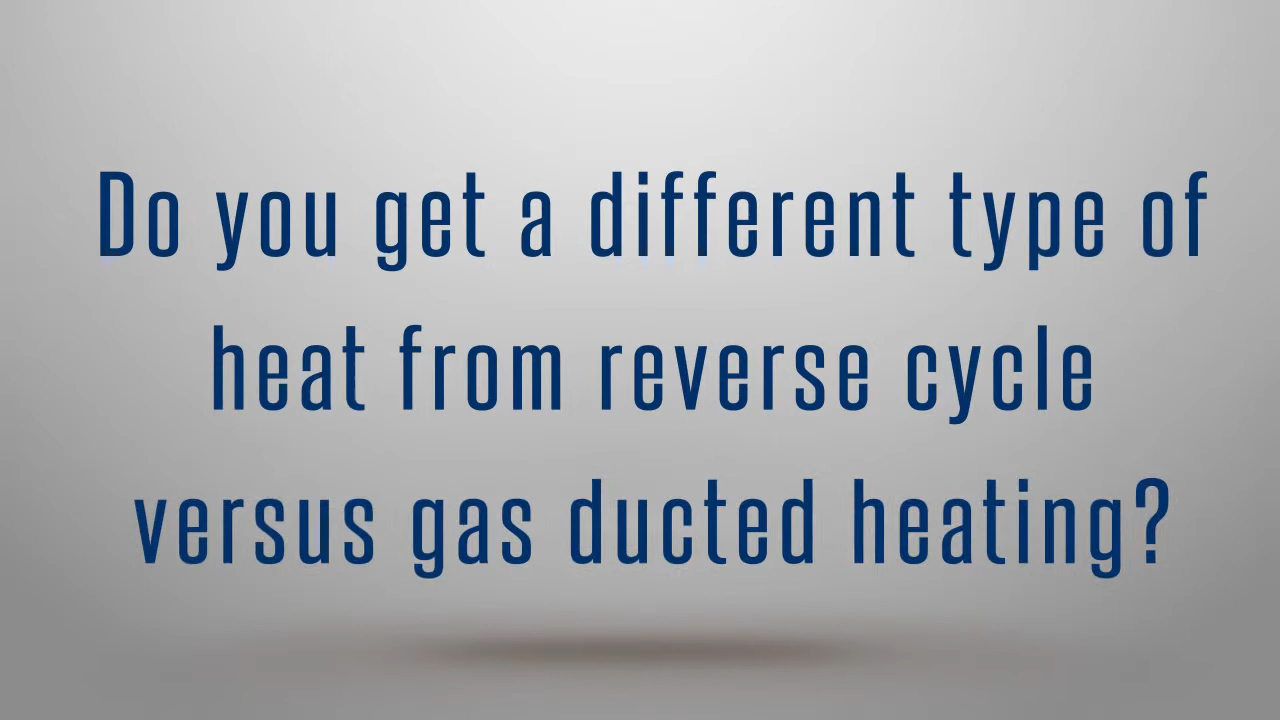 Do you get a different type of
heat from reverse cycle
versus gas ducted heating?